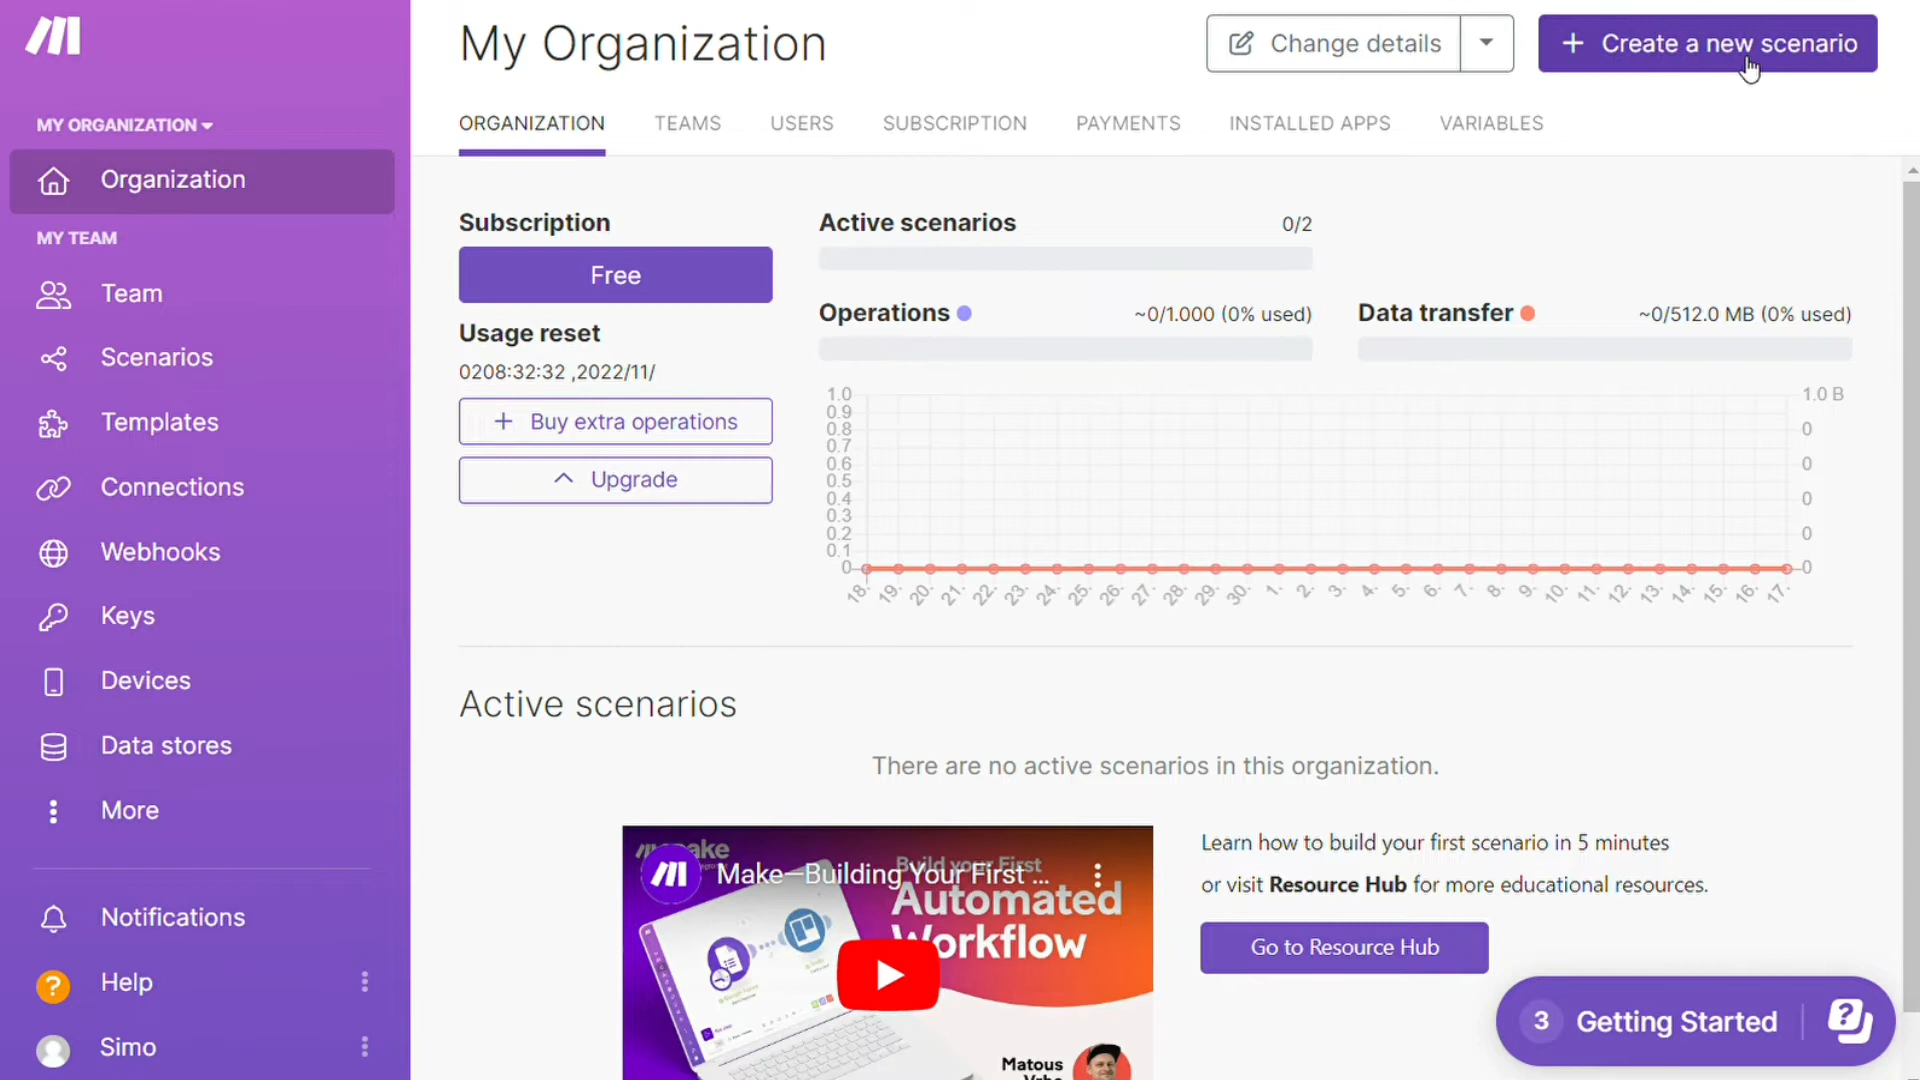 My Organization
Change details
+ Create a new scenario
MY ORGANIZATION
Organization
MY TEAM
Team
Scenarios
Templates
Connections
Webhooks
Keys
Devices
Data stores
More
Notifications
? Help
Simo
ORGANIZATION TEAMS USERS SUBSCRIPTION PAYMENTS INSTALLED APPS VARIABLES
Subscription
Free
Usage reset
0208:32:32 ,2022/11/
+ Buy extra operations
Upgrade
Active scenarios 0/2
Operations ~0/1.000 (0% used)
Data transfer ~0/512.0 MB (0% used)
1.0
0.9
0.8
0.7
0.6
0.5
0.4
0.3
0.2
0.1
0
1.0 B
0
0
0
0
0
18. 19. 20. 21. 22. 23. 24. 25. 26. 27. 28. 29. 30. 1. 2. 3. 4. 5. 6. 7. 8. 9. 10. 11. 12. 13. 14. 15. 16. 17.
Active scenarios
There are no active scenarios in this organization.
make
Make—Building Your First ...
Build your First
Automated
Workflow
Matous
Learn how to build your first scenario in 5 minutes
or visit Resource Hub for more educational resources.
Go to Resource Hub
3 Getting Started ?